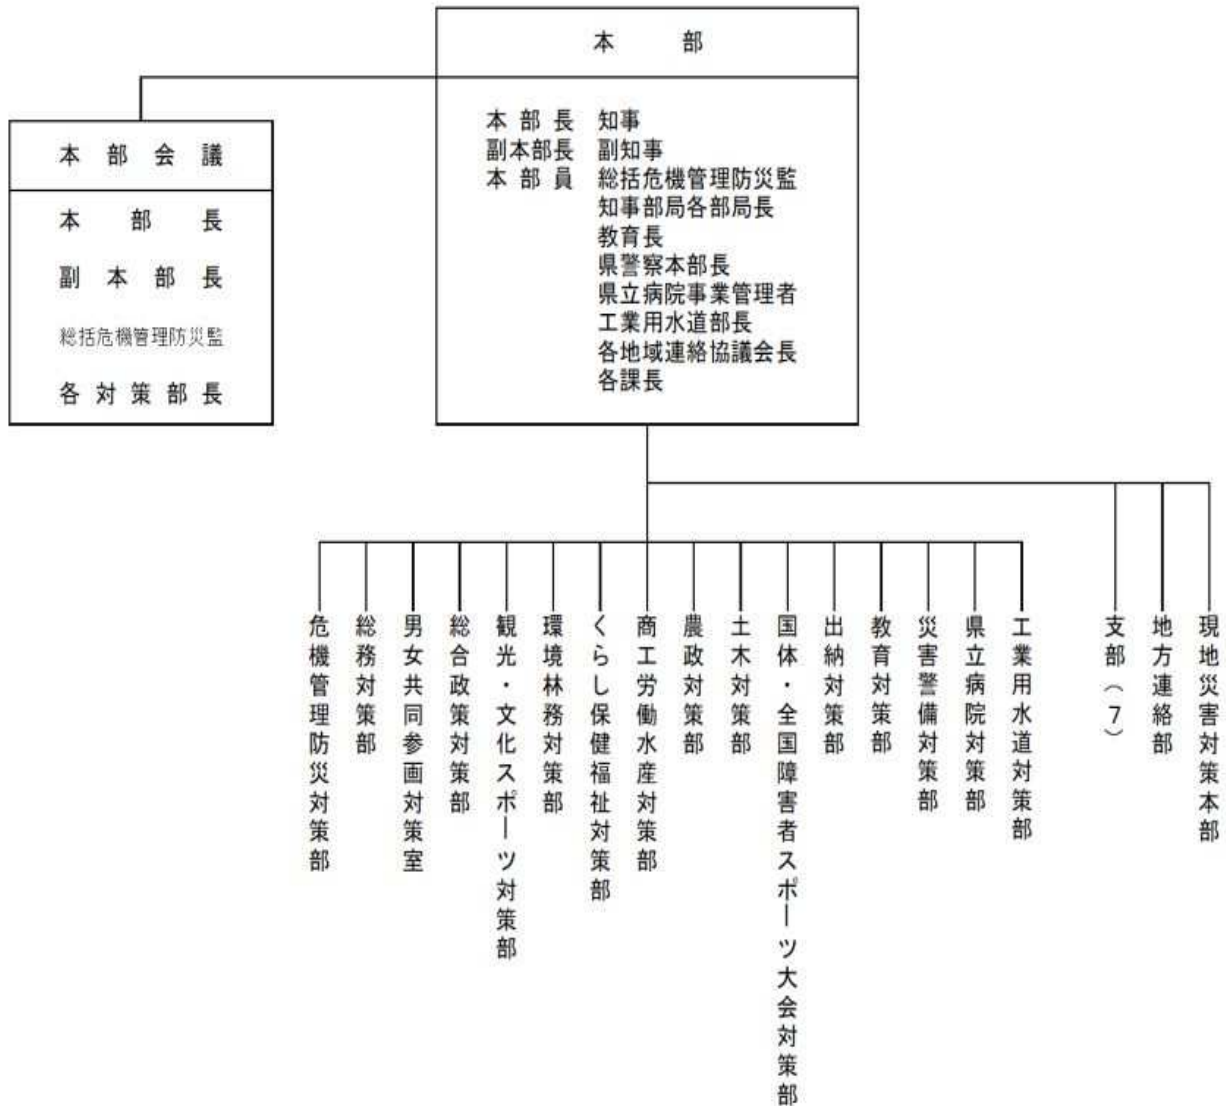 本部
本部長 知事
副本部長 副知事
本部員 総括危機管理防災監
知事部局各部局長
教育長
県警察本部長
県立病院事業管理者
工業用水道部長
各地域連絡協議会長
各課長
本部会議
本部長
副本部長
総括危機管理防災監
各対策部長
危機管理防災対策部
総務対策部
男女共同参画対策室
総合政策対策部
観光・文化スポーツ対策部
環境林務対策部
くらし保健福祉対策部
商工労働水産対策部
農政対策部
土木対策部
国体・全国障害者スポーツ大会対策部
出納対策部
教育対策部
災害警備対策部
県立病院対策部
工業用水道対策部
支部（7）
地方連絡部
現地災害対策本部